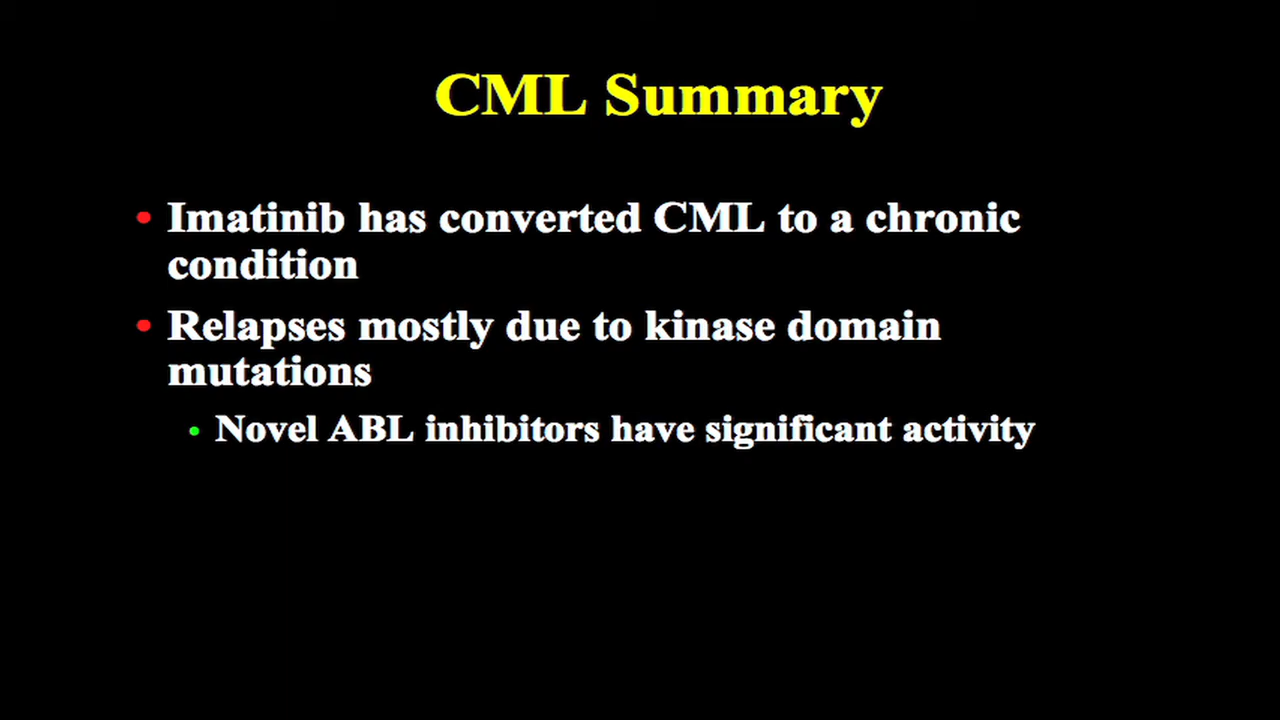 CML Summary
• Imatinib has converted CML to a chronic
condition
• Relapses mostly due to kinase domain
mutations
• Novel ABL inhibitors have significant activity